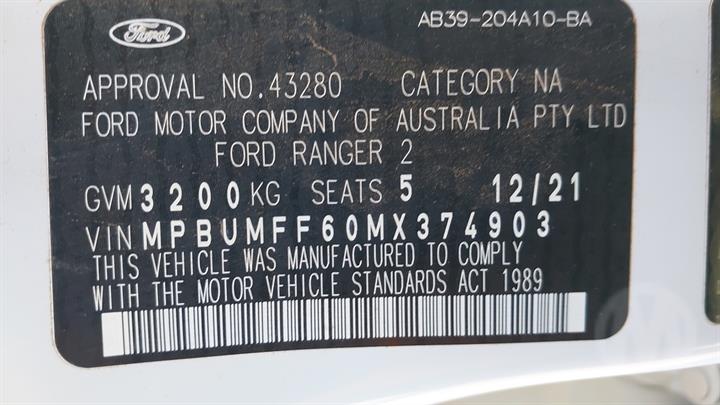 Ford
AB39-204A10-BA
APPROVAL NO.43280 CATEGORY NA
FORD MOTOR COMPANY OF AUSTRALIA PTY LTD
FORD RANGER 2
GVM 3200KG SEATS 5 12/21
VIN MPBUMFF60MX374903
THIS VEHICLE WAS MANUFACTURED TO COMPLY
WITH THE MOTOR VEHICLE STANDARDS ACT 1989
M